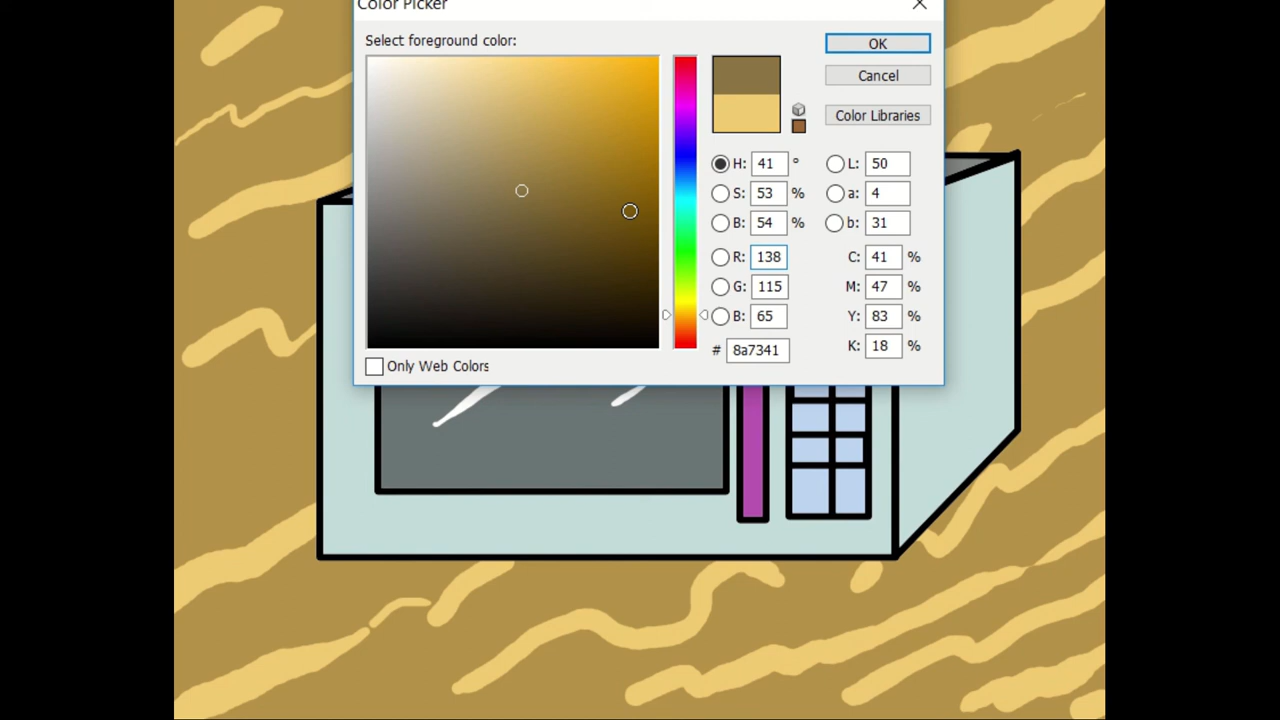 Color Picker
Select foreground color:
OK
Cancel
Color Libraries
H: 41 °
L: 50
S: 53 %
a: 4
B: 54 %
b: 31
R: 138
C: 41 %
G: 115
M: 47 %
B: 65
Y: 83 %
# 8a7341
K: 18 %
Only Web Colors